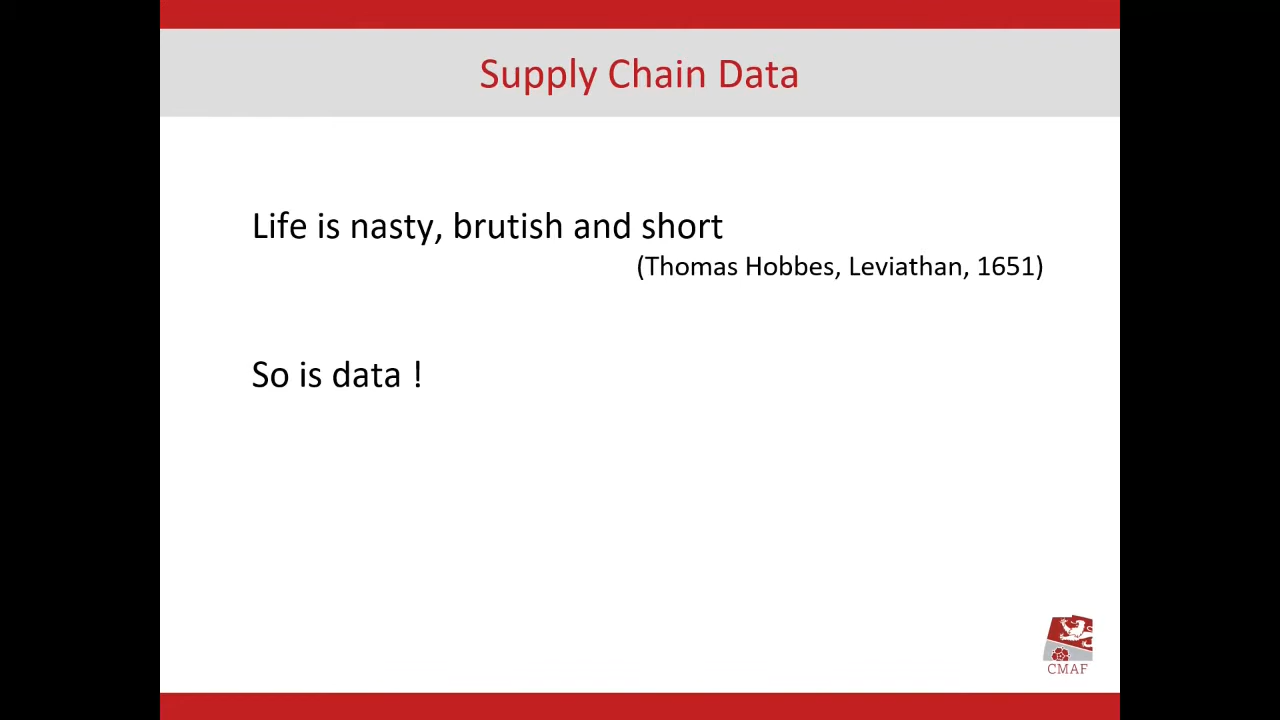 Supply Chain Data
Life is nasty, brutish and short
(Thomas Hobbes, Leviathan, 1651)
So is data !
CMAF